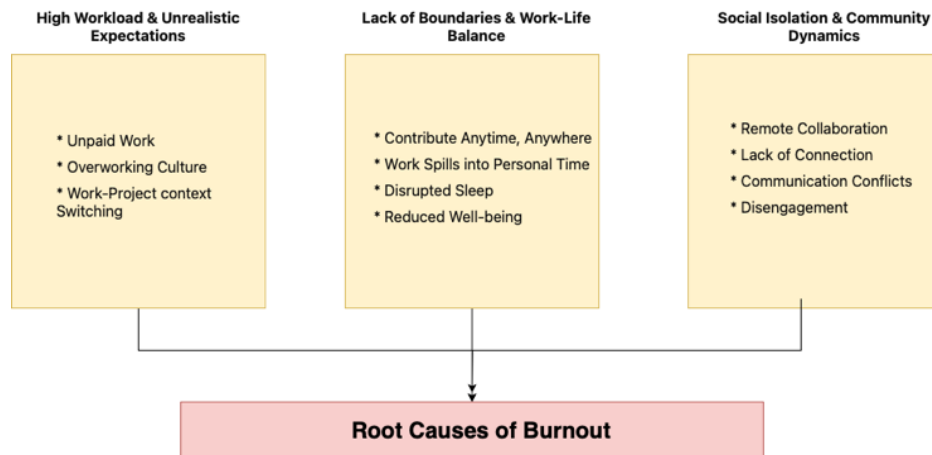 High Workload & Unrealistic
Expectations
* Unpaid Work
* Overworking Culture
* Work-Project context
Switching
Lack of Boundaries & Work-Life
Balance
* Contribute Anytime, Anywhere
* Work Spills into Personal Time
* Disrupted Sleep
* Reduced Well-being
Social Isolation & Community
Dynamics
* Remote Collaboration
* Lack of Connection
* Communication Conflicts
* Disengagement
Root Causes of Burnout